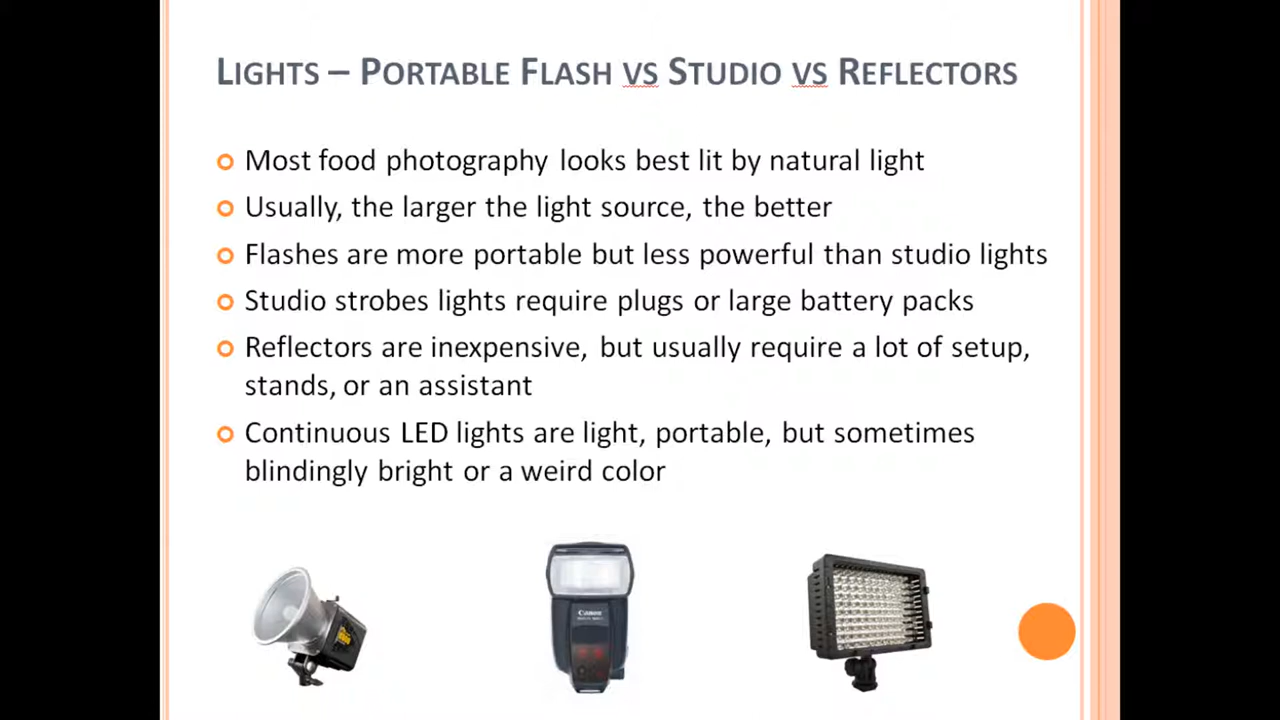 LIGHTS – PORTABLE FLASH VS STUDIO VS REFLECTORS
Most food photography looks best lit by natural light
Usually, the larger the light source, the better
Flashes are more portable but less powerful than studio lights
Studio strobes lights require plugs or large battery packs
Reflectors are inexpensive, but usually require a lot of setup,
stands, or an assistant
Continuous LED lights are light, portable, but sometimes
blindingly bright or a weird color
Canon